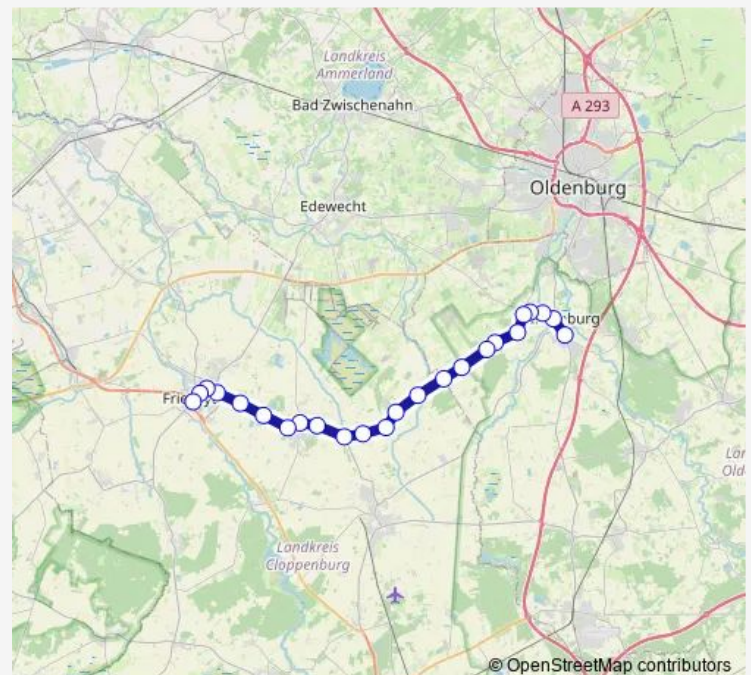 Landkreis
Ammerland
Bad Zwischenahn
A 293
Oldenburg
Edewecht
burg
Landkreis
Cloppenburg
© OpenStreetMap contributors